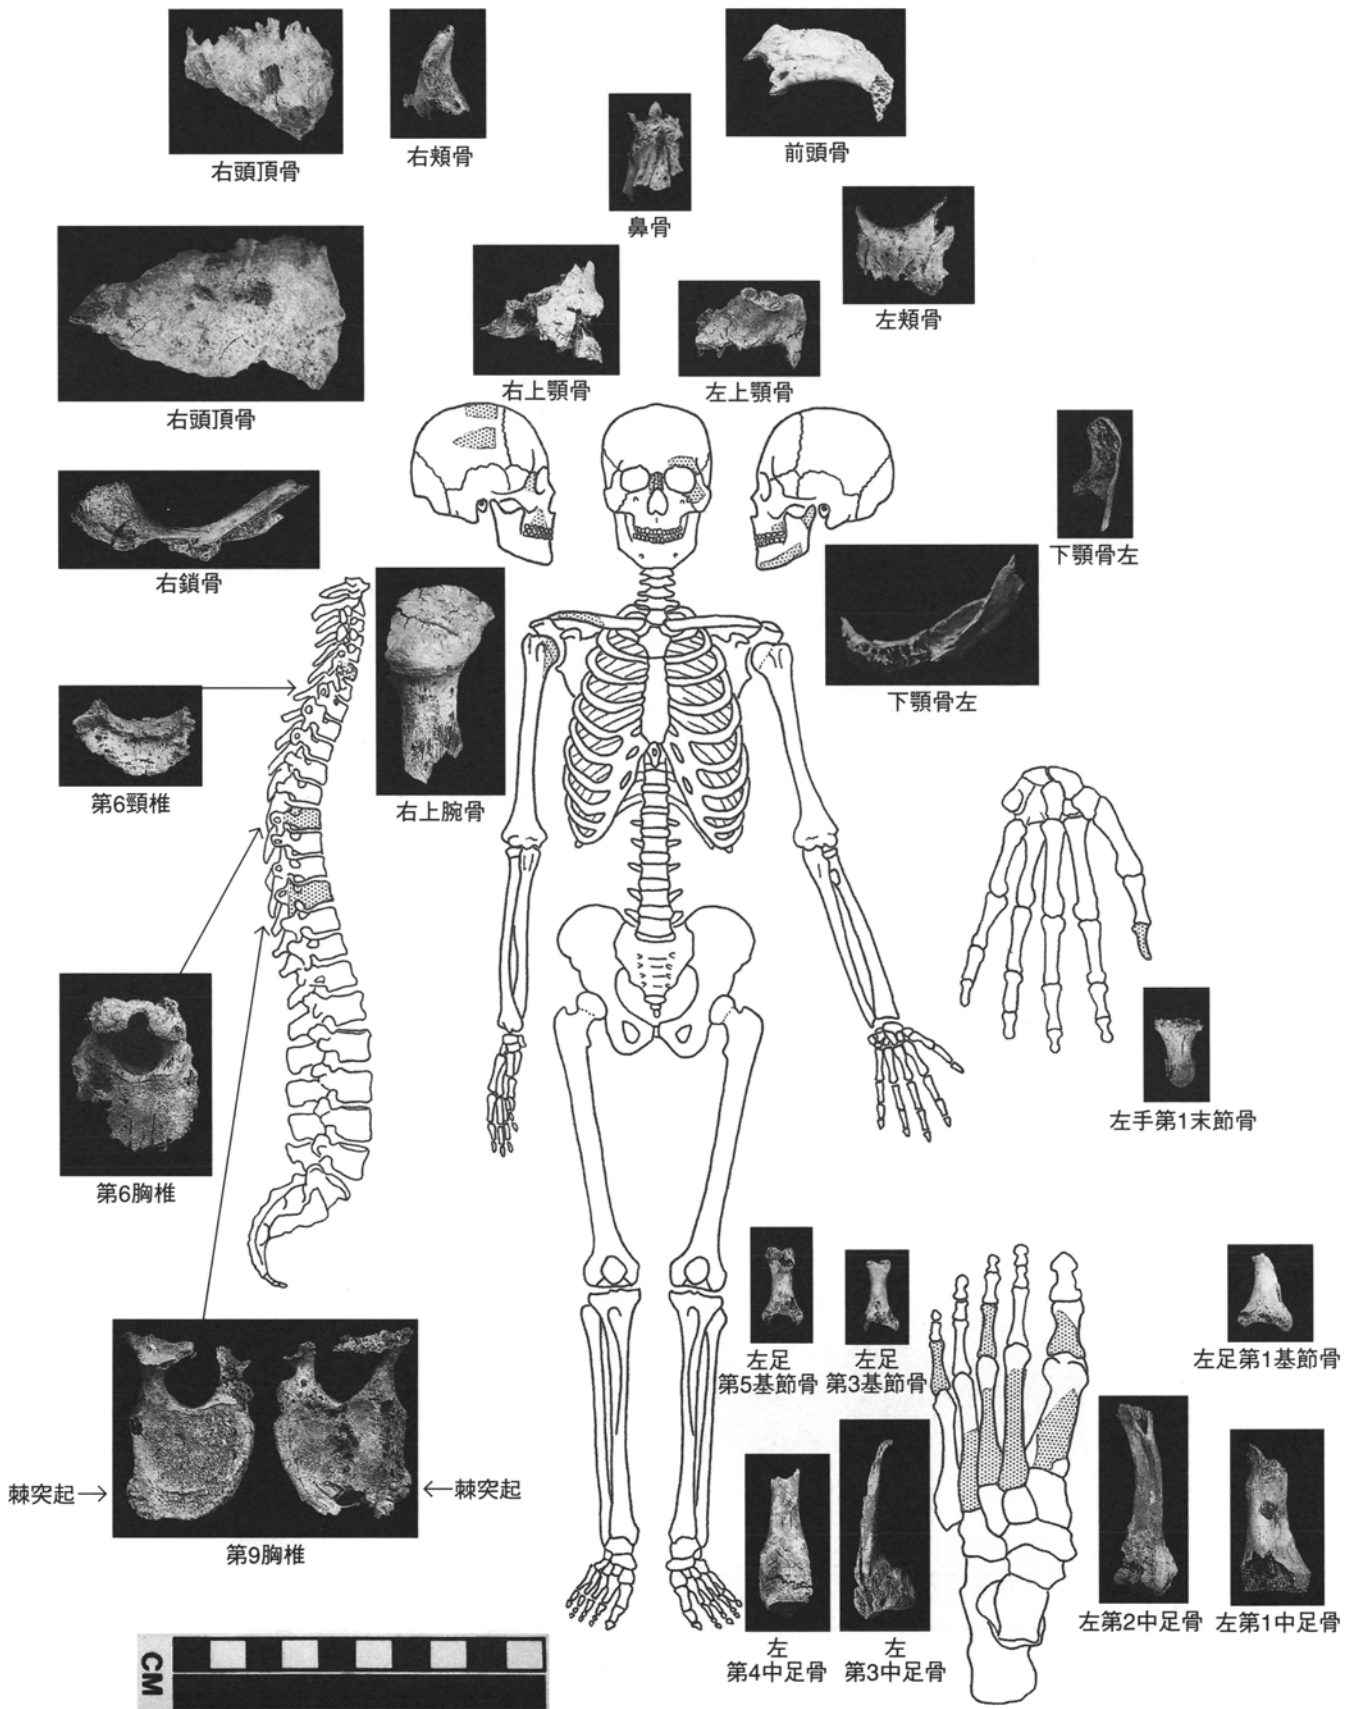 右頭頂骨
右頬骨
鼻骨
前頭骨
右頭頂骨
右上顎骨
左上顎骨
左頬骨
右鎖骨
下顎骨左
下顎骨左
第6頸椎
右上腕骨
第6胸椎
左手第1末節骨
左足
第5基節骨
左足
第3基節骨
左足第1基節骨
棘突起
棘突起
第9胸椎
左
第4中足骨
左
第3中足骨
左第2中足骨
左第1中足骨
CM